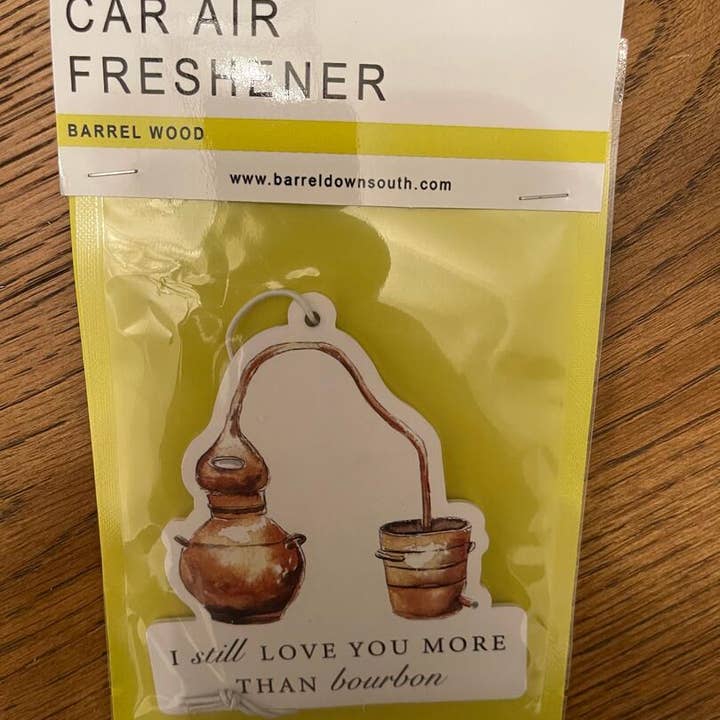 CAR AIR
FRESHENER
BARREL WOOD
www.barreldownsouth.com
I still LOVE YOU MORE
THAN bourbon